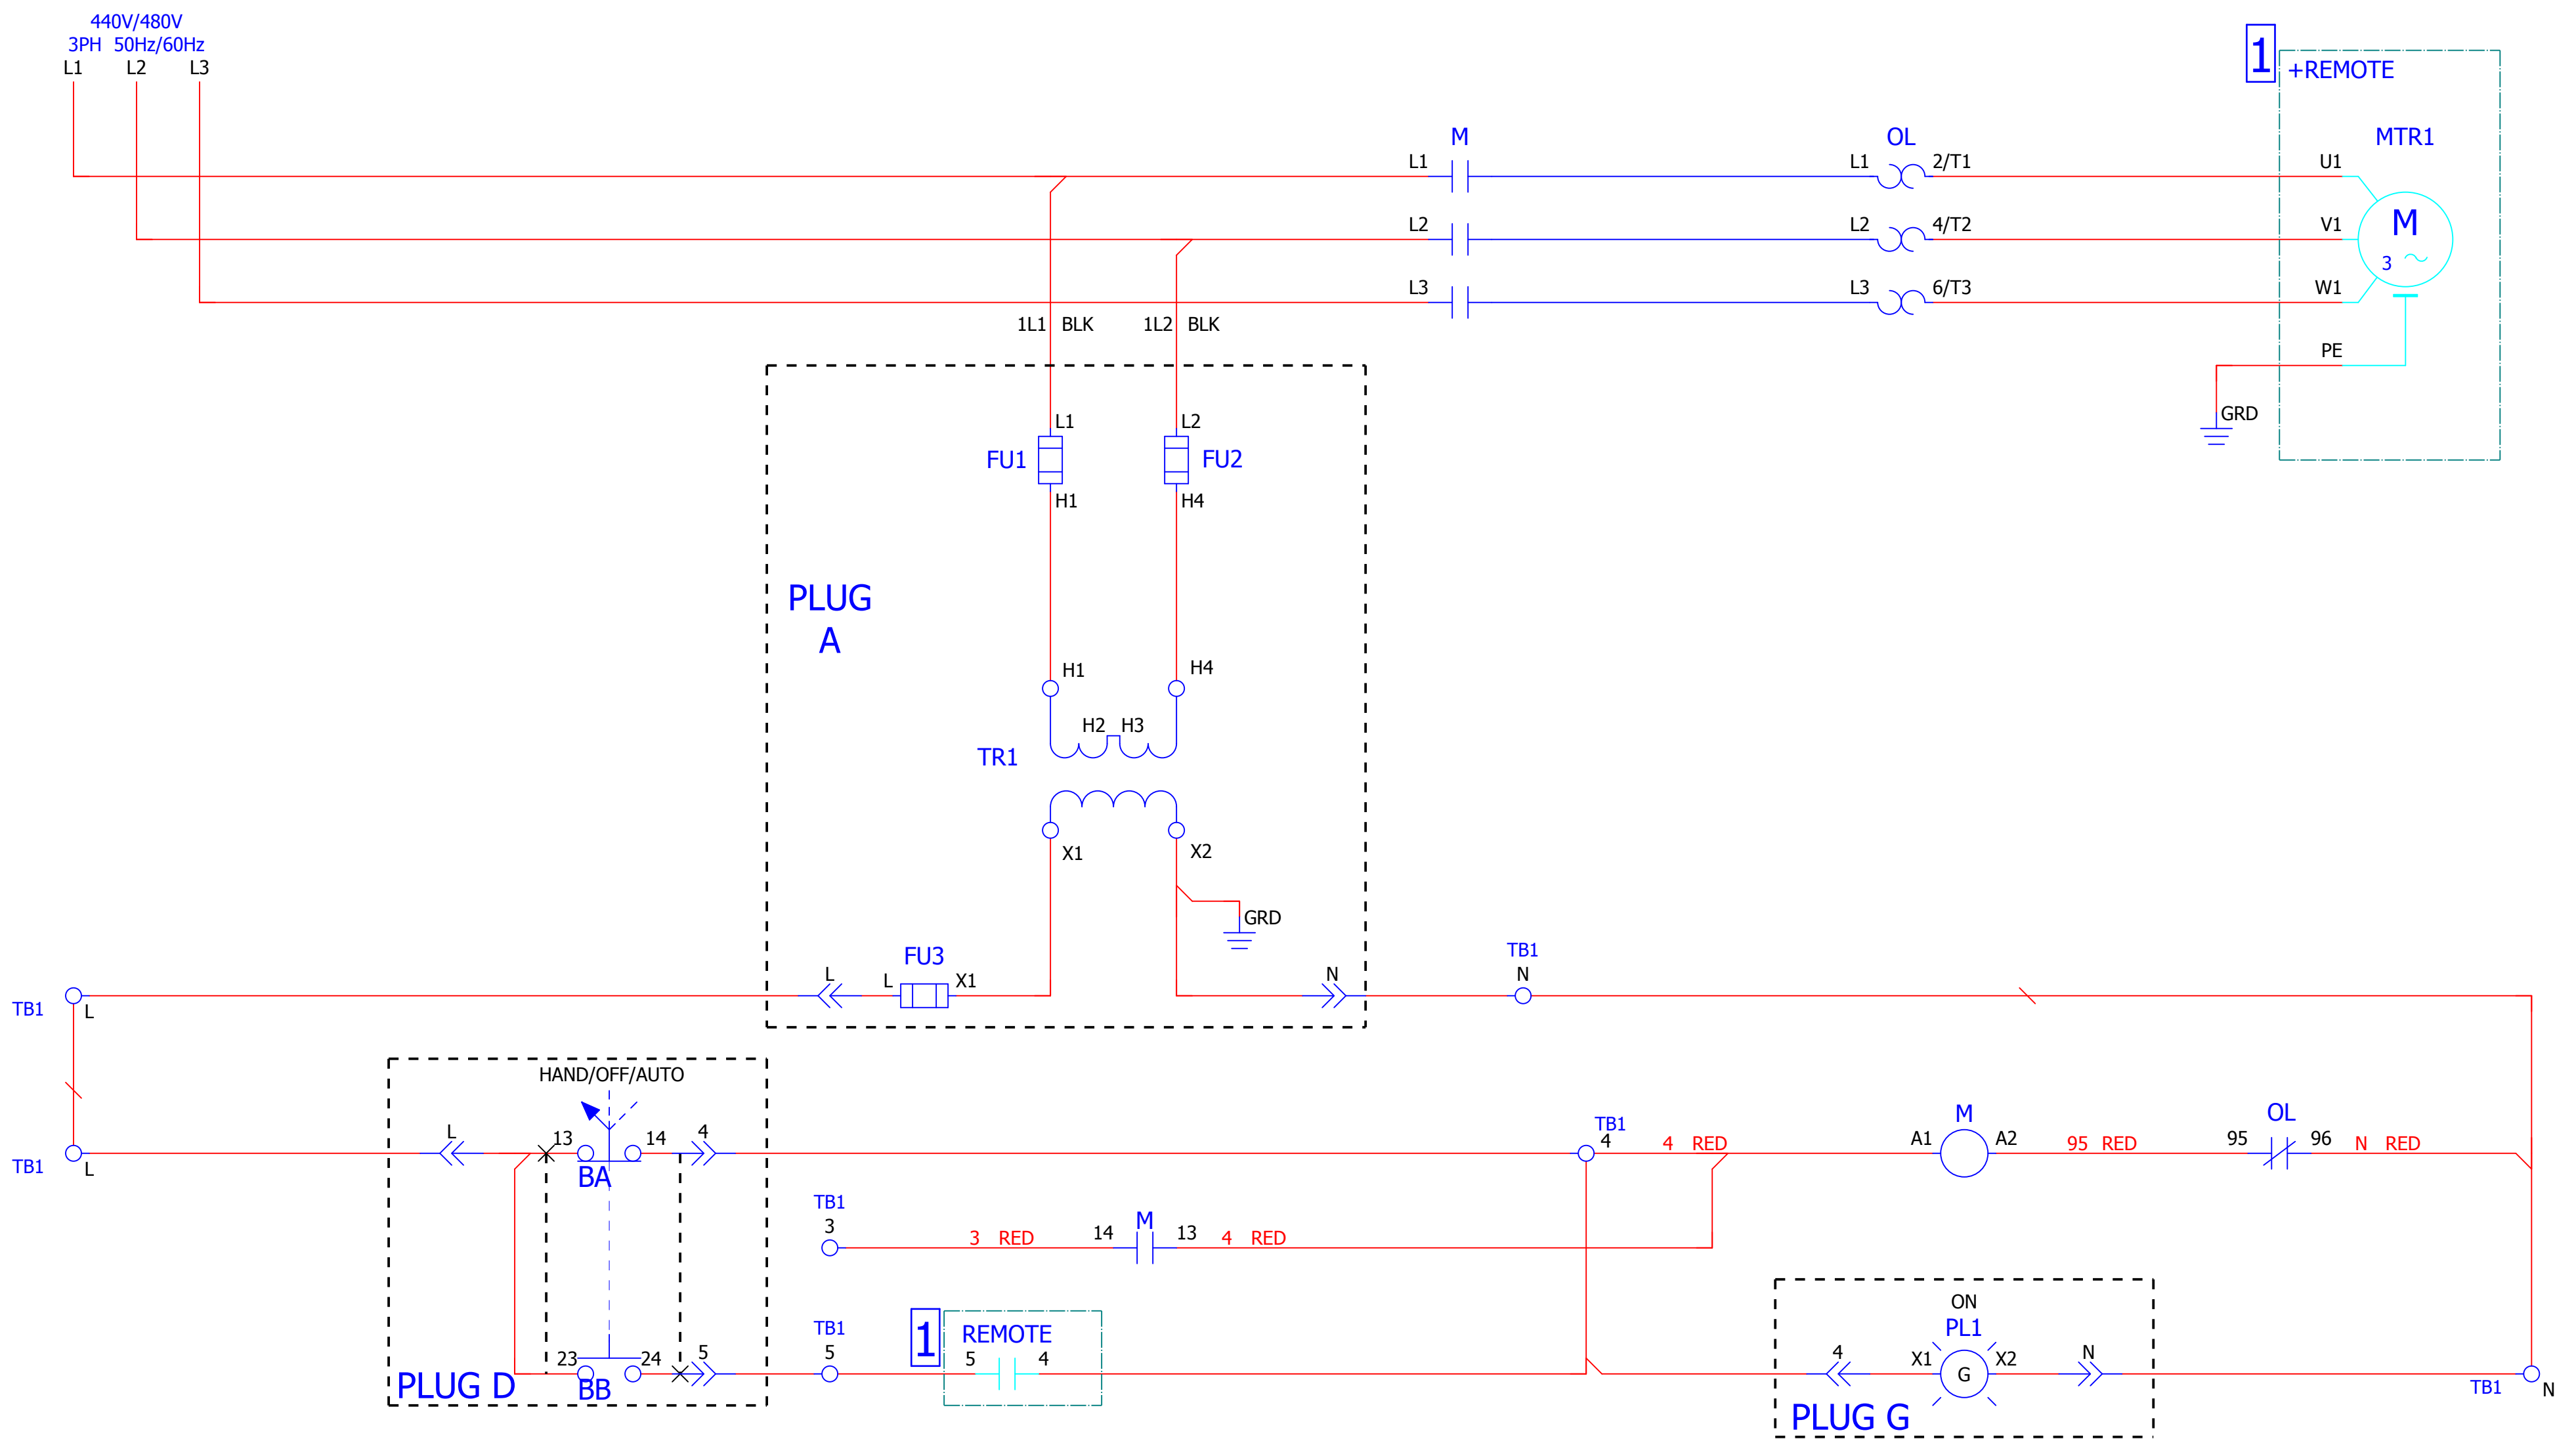 440V/480V
3PH 50Hz/60Hz
L1 L2 L3
1
+REMOTE
M
OL
MTR1
L1
L1
2/T1
U1
L2
L2
4/T2
V1
M
3
L3
L3
6/T3
W1
1L1 BLK
1L2 BLK
PE
GRD
L1
L2
FU1
FU2
H1
H4
PLUG
A
H1
H4
H2 H3
TR1
X1
X2
GRD
FU3
L
L
X1
N
TB1
N
TB1
L
HAND/OFF/AUTO
TB1
L
L
13
14
4
BA
TB1
4
4 RED
A1
M
A2
95 RED
95
OL
96
N RED
TB1
3
3 RED
14
M
13
4 RED
PLUG D
23
24
5
BB
TB1
5
1
REMOTE
5
4
ON
PL1
4
X1
G
X2
N
PLUG G
TB1
N